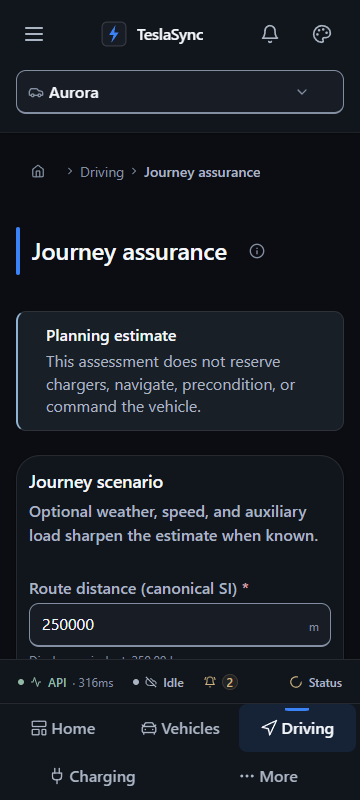 TeslaSync
Aurora
Driving
Journey assurance
Journey assurance
Planning estimate
This assessment does not reserve
chargers, navigate, precondition, or
command the vehicle.
Journey scenario
Optional weather, speed, and auxiliary
load sharpen the estimate when known.
Route distance (canonical SI) *
250000 m
API · 316ms Idle 2 Status
Home Vehicles Driving
Charging More